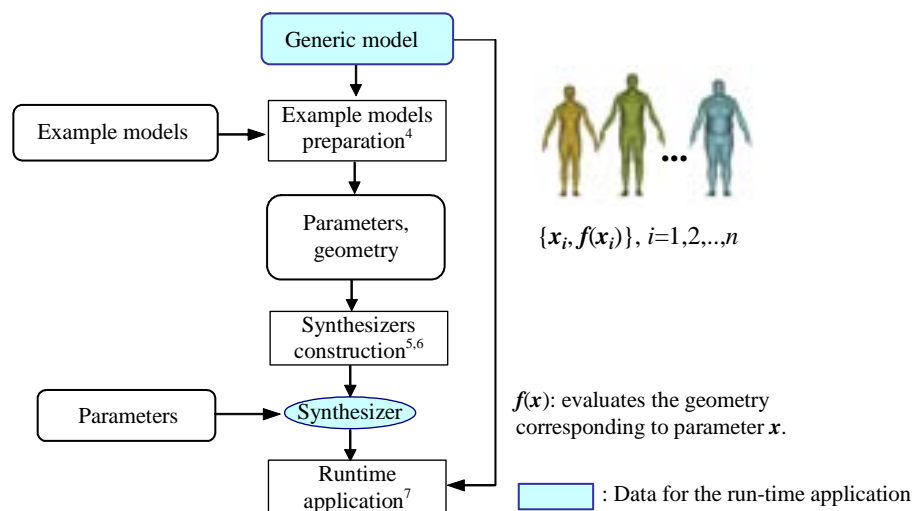 Generic model
Example models
Example models
preparation⁴
Parameters,
geometry
{xᵢ, f(xᵢ)}, i=1,2,..,n
Synthesizers
construction⁵,⁶
Parameters
Synthesizer
f(x): evaluates the geometry
corresponding to parameter x.
Runtime
application⁷
: Data for the run-time application